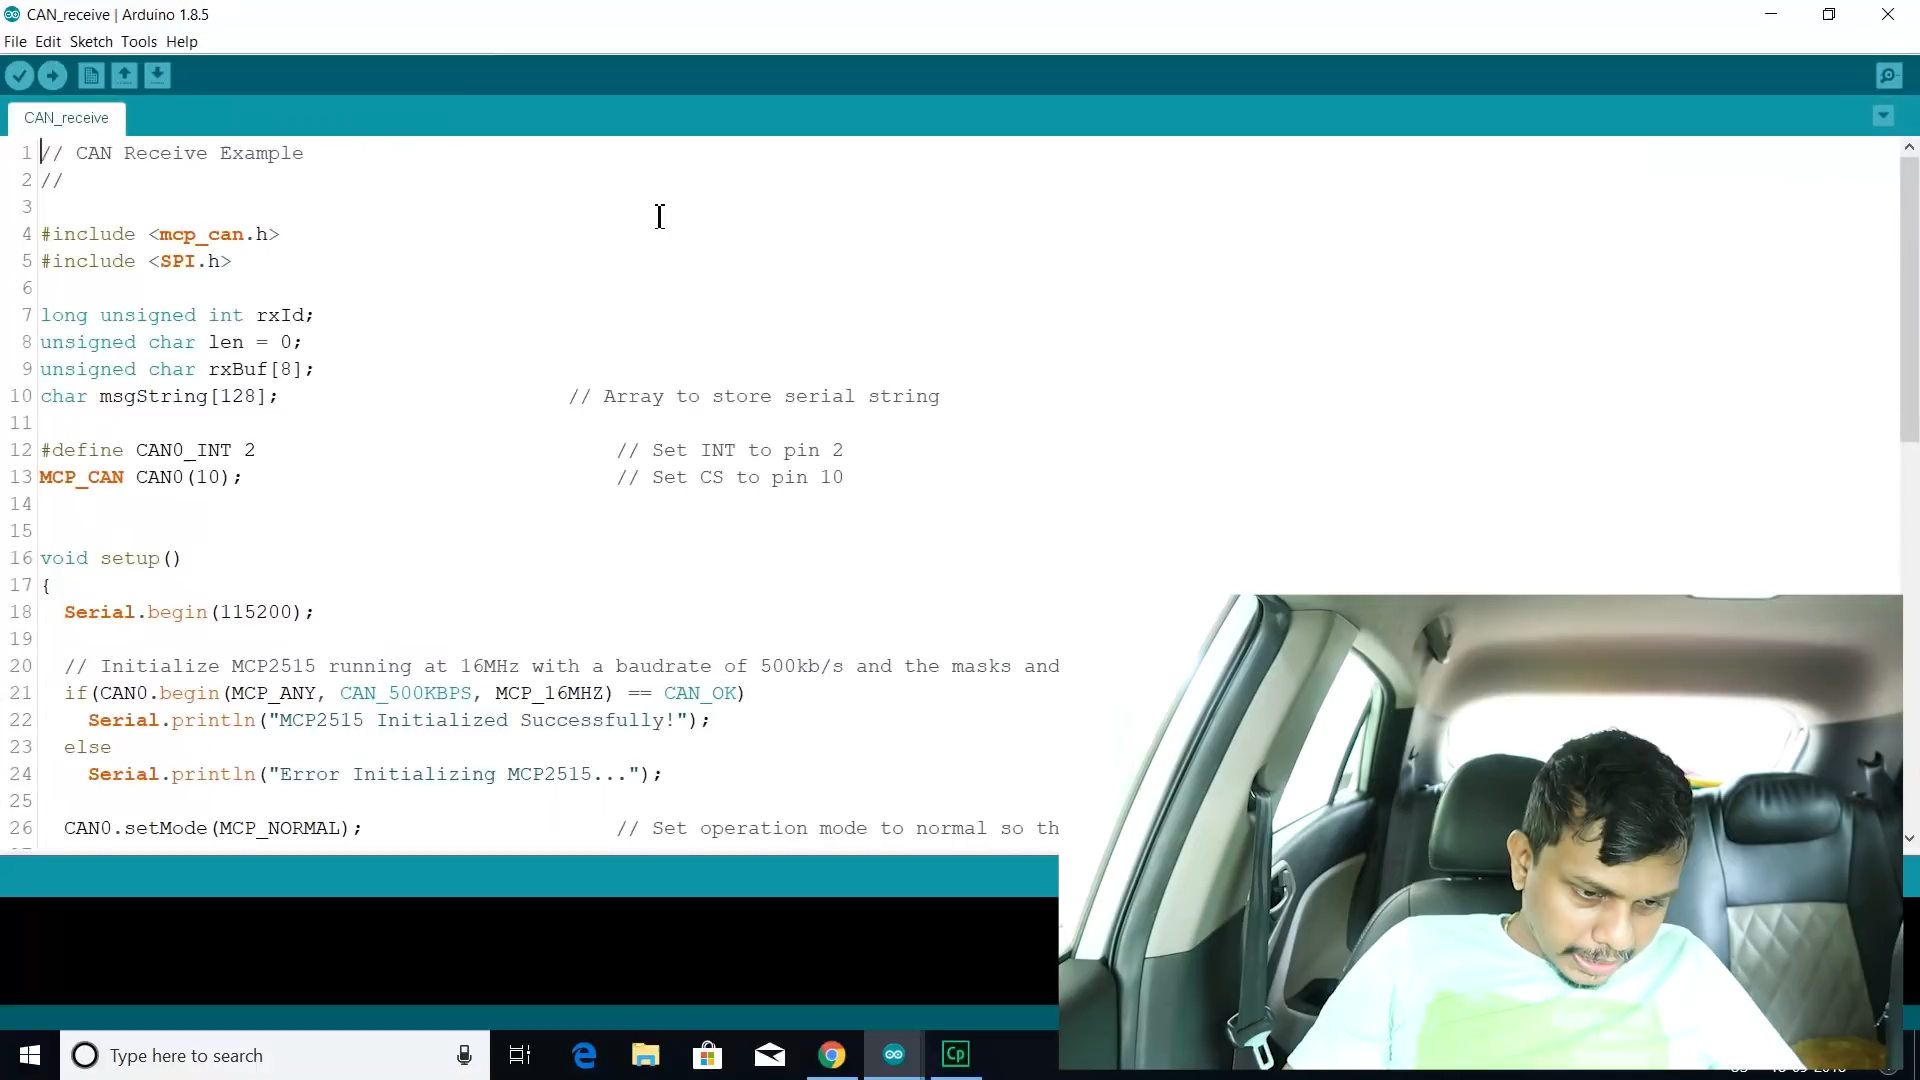 CAN_receive | Arduino 1.8.5
File Edit Sketch Tools Help
CAN_receive
1 // CAN Receive Example
2 //
3
4 #include <mcp_can.h>
5 #include <SPI.h>
6
7 long unsigned int rxId;
8 unsigned char len = 0;
9 unsigned char rxBuf[8];
10 char msgString[128]; // Array to store serial string
11
12 #define CAN0_INT 2 // Set INT to pin 2
13 MCP_CAN CAN0(10); // Set CS to pin 10
14
15
16 void setup()
17 {
18 Serial.begin(115200);
19
20 // Initialize MCP2515 running at 16MHz with a baudrate of 500kb/s and the masks and
21 if(CAN0.begin(MCP_ANY, CAN_500KBPS, MCP_16MHZ) == CAN_OK)
22 Serial.println("MCP2515 Initialized Successfully!");
23 else
24 Serial.println("Error Initializing MCP2515...");
25
26 CAN0.setMode(MCP_NORMAL); // Set operation mode to normal so th
Type here to search
Cp